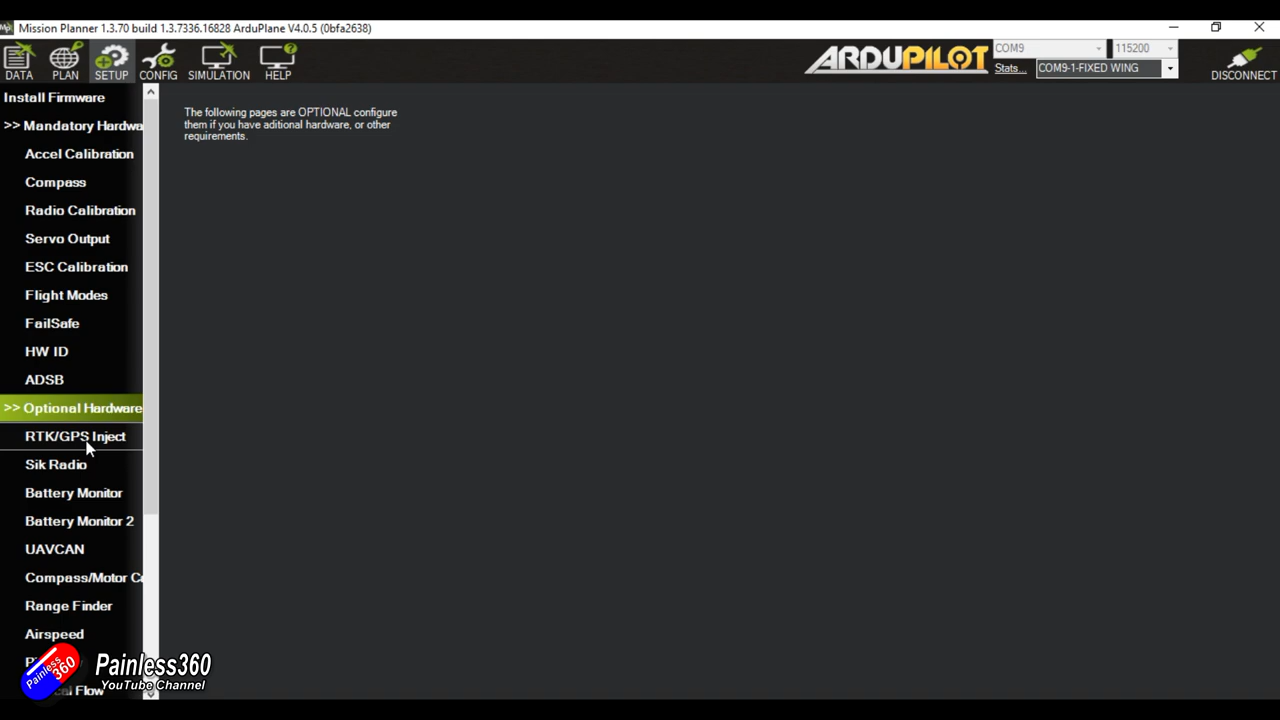 Mission Planner 1.3.70 build 1.3.7336.16828 ArduPlane V4.0.5 (0bfa2638)
DATA
PLAN
SETUP
CONFIG
SIMULATION
HELP
ARDUPILOT
COM9
115200
Stats...
COM9-1-FIXED WING
DISCONNECT
Install Firmware
>> Mandatory Hardwa
Accel Calibration
Compass
Radio Calibration
Servo Output
ESC Calibration
Flight Modes
FailSafe
HW ID
ADSB
>> Optional Hardware
RTK/GPS Inject
Sik Radio
Battery Monitor
Battery Monitor 2
UAVCAN
Compass/Motor C
Range Finder
Airspeed
Flow
The following pages are OPTIONAL configure
them if you have aditional hardware, or other
requirements.
Painless360
Painless360
YouTube Channel